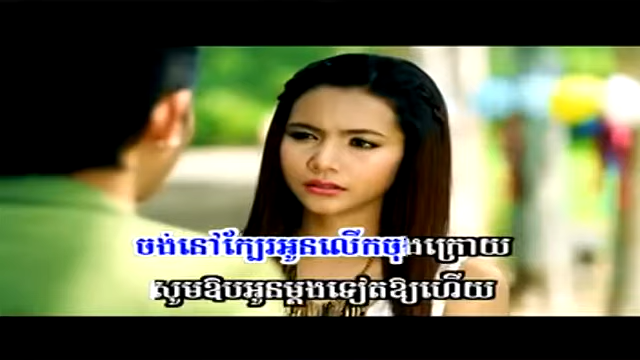 ចង់នៅក្បែរអូនលើកចុងក្រោយ
សូមឱបអូនម្ដងទៀតឱ្យហើយ